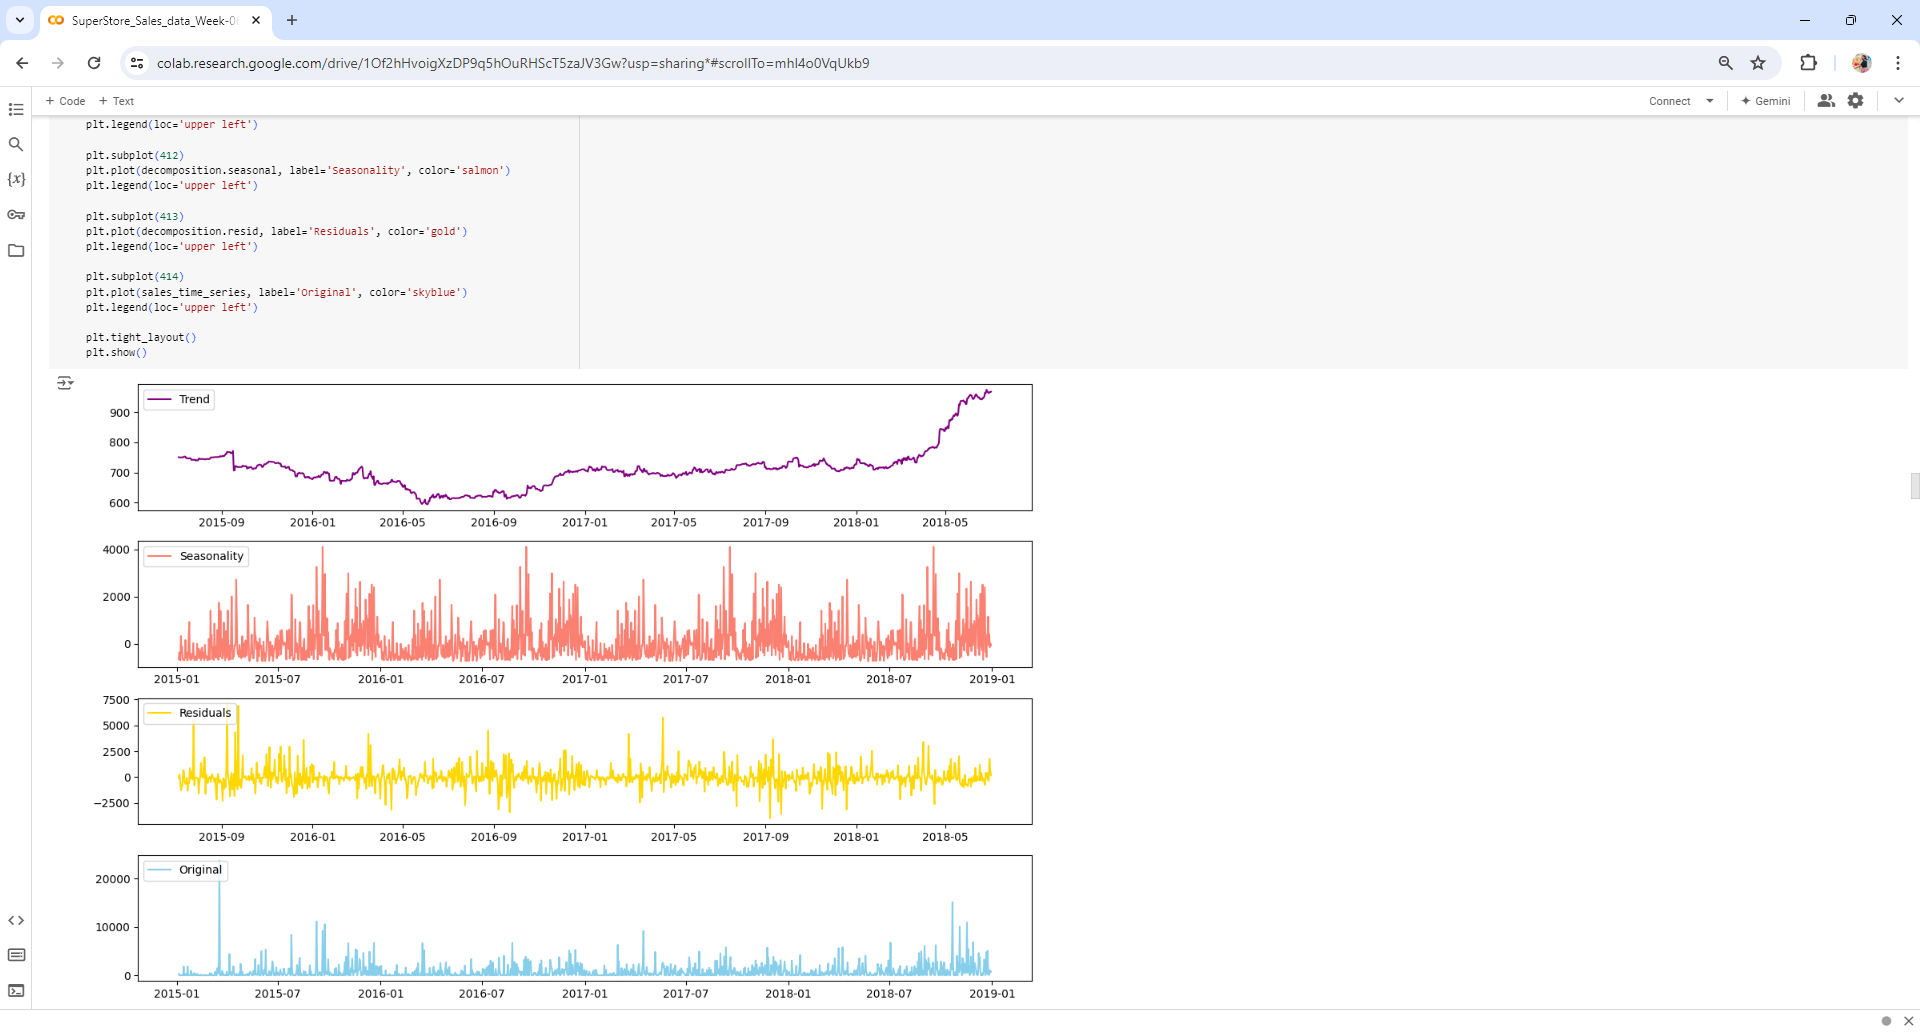 SuperStore_Sales_data_Week-0
colab.research.google.com/drive/1Of2hHvoigXzDP9q5hOuRHScT5zaJV3Gw?usp=sharing*#scrollTo=mhl4o0VqUkb9
+ Code + Text
Connect
Gemini
plt.legend(loc='upper left')
plt.subplot(412)
plt.plot(decomposition.seasonal, label='Seasonality', color='salmon')
plt.legend(loc='upper left')
plt.subplot(413)
plt.plot(decomposition.resid, label='Residuals', color='gold')
plt.legend(loc='upper left')
plt.subplot(414)
plt.plot(sales_time_series, label='Original', color='skyblue')
plt.legend(loc='upper left')
plt.tight_layout()
plt.show()
Trend
900
800
700
600
2015-09 2016-01 2016-05 2016-09 2017-01 2017-05 2017-09 2018-01 2018-05
Seasonality
4000
2000
0
2015-01 2015-07 2016-01 2016-07 2017-01 2017-07 2018-01 2018-07 2019-01
Residuals
7500
5000
2500
0
−2500
2015-09 2016-01 2016-05 2016-09 2017-01 2017-05 2017-09 2018-01 2018-05
Original
20000
10000
0
2015-01 2015-07 2016-01 2016-07 2017-01 2017-07 2018-01 2018-07 2019-01